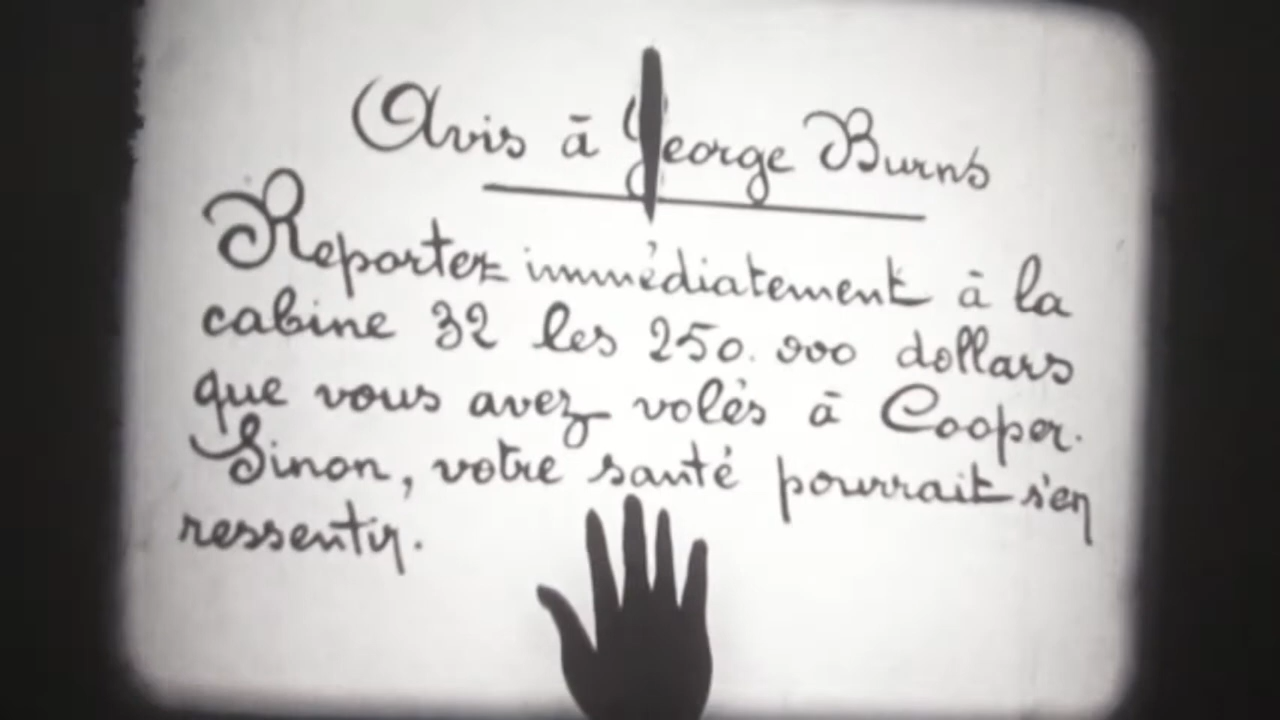 Avis à George Burns
Reportez immédiatement à la
cabine 32 les 250.000 dollars
que vous avez volés à Cooper.
Sinon, votre santé pourrait s'en
ressentir.